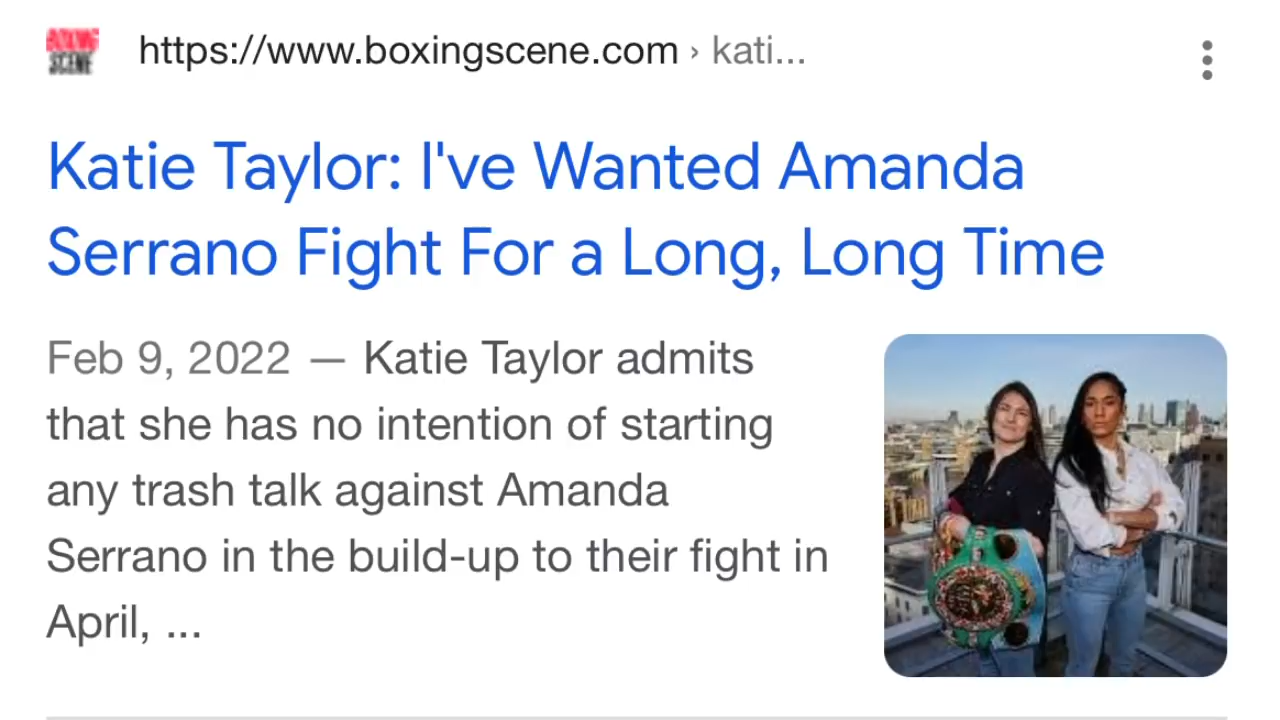 BOXING
SCENE
https://www.boxingscene.com › kati...
Katie Taylor: I've Wanted Amanda
Serrano Fight For a Long, Long Time
Feb 9, 2022 — Katie Taylor admits
that she has no intention of starting
any trash talk against Amanda
Serrano in the build-up to their fight in
April, ...